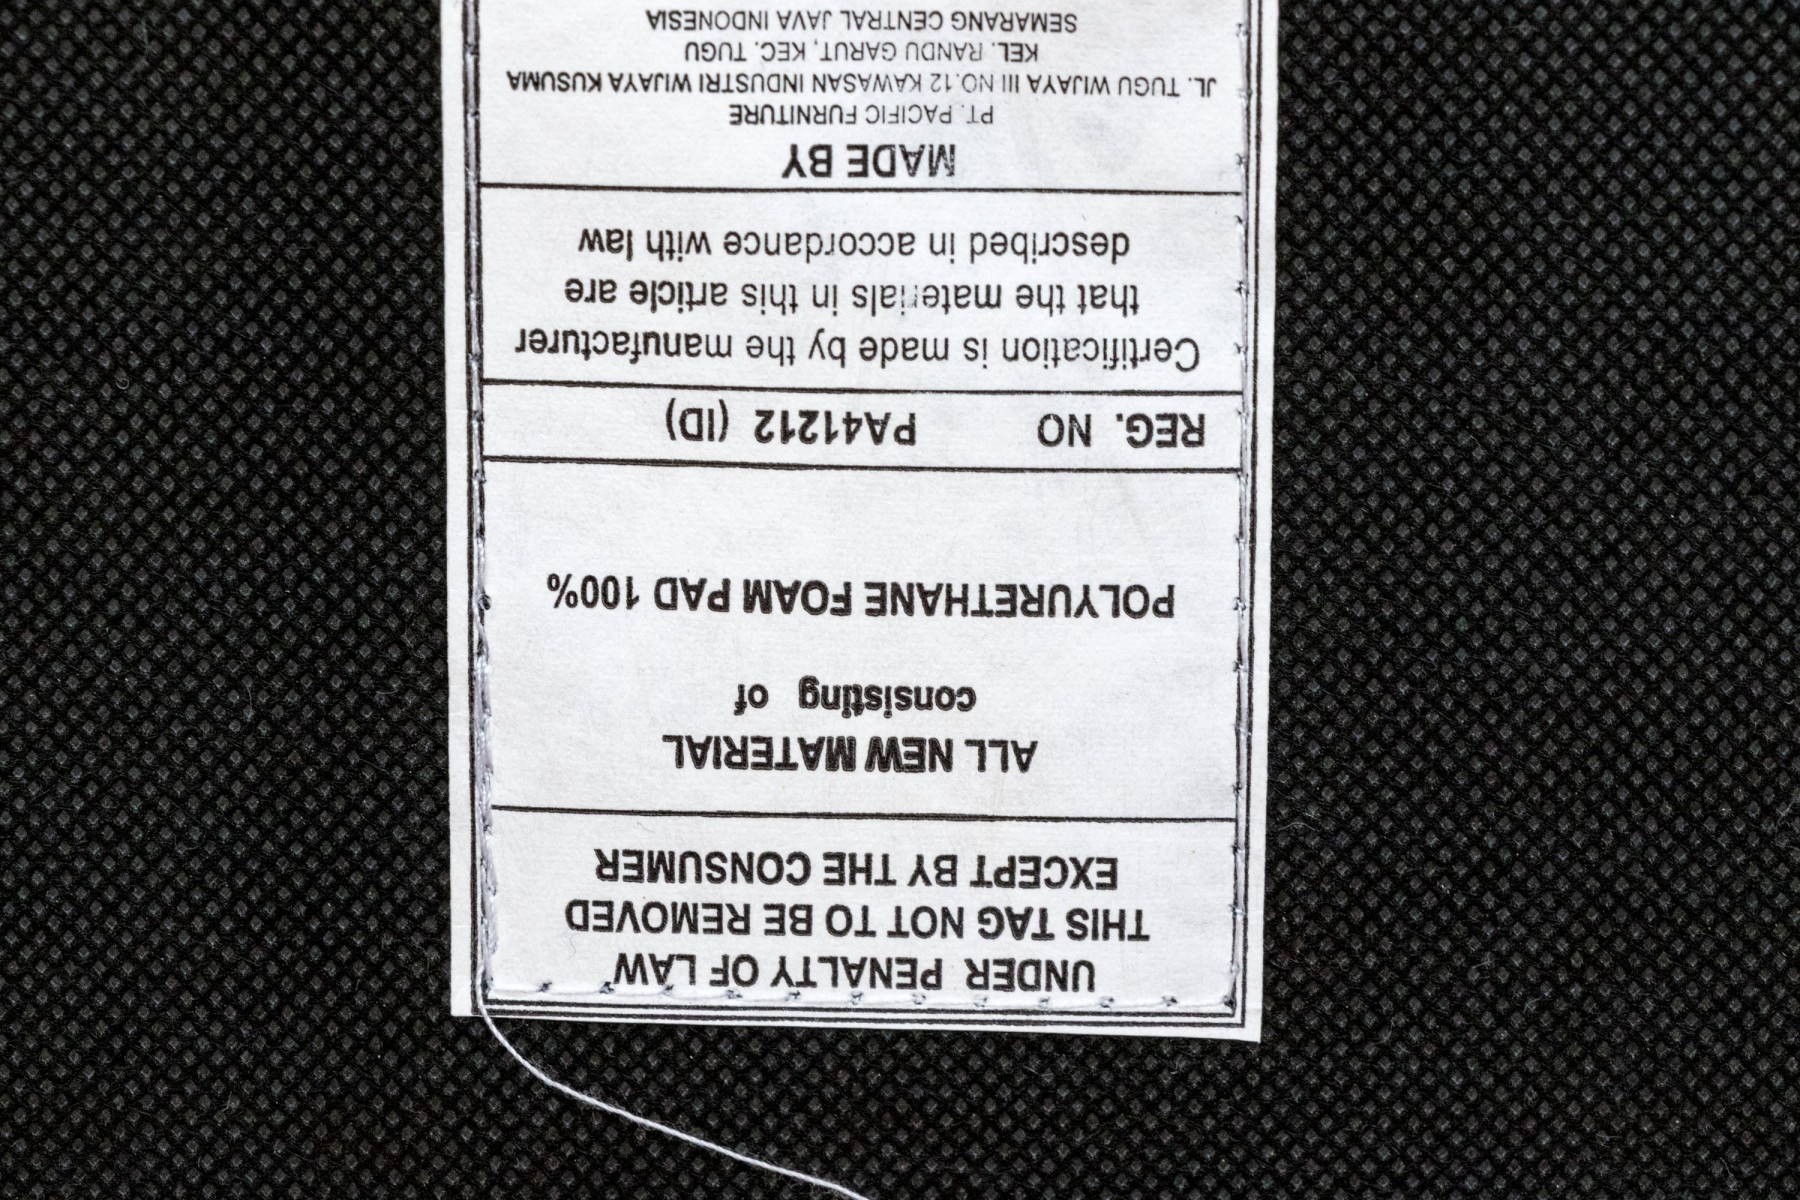 UNDER PENALTY OF LAW
THIS TAG NOT TO BE REMOVED
EXCEPT BY THE CONSUMER
ALL NEW MATERIAL
consisting of
POLYURETHANE FOAM PAD 100%
REG. NO PA41212 (ID)
Certification is made by the manufacturer
that the materials in this article are
described in accordance with law
MADE BY
PT. PACIFIC FURNITURE
JL. TUGU WIJAYA III NO.12 KAWASAN INDUSTRI WIJAYA KUSUMA
KEL. RANDU GARUT, KEC. TUGU
SEMARANG CENTRAL JAVA INDONESIA